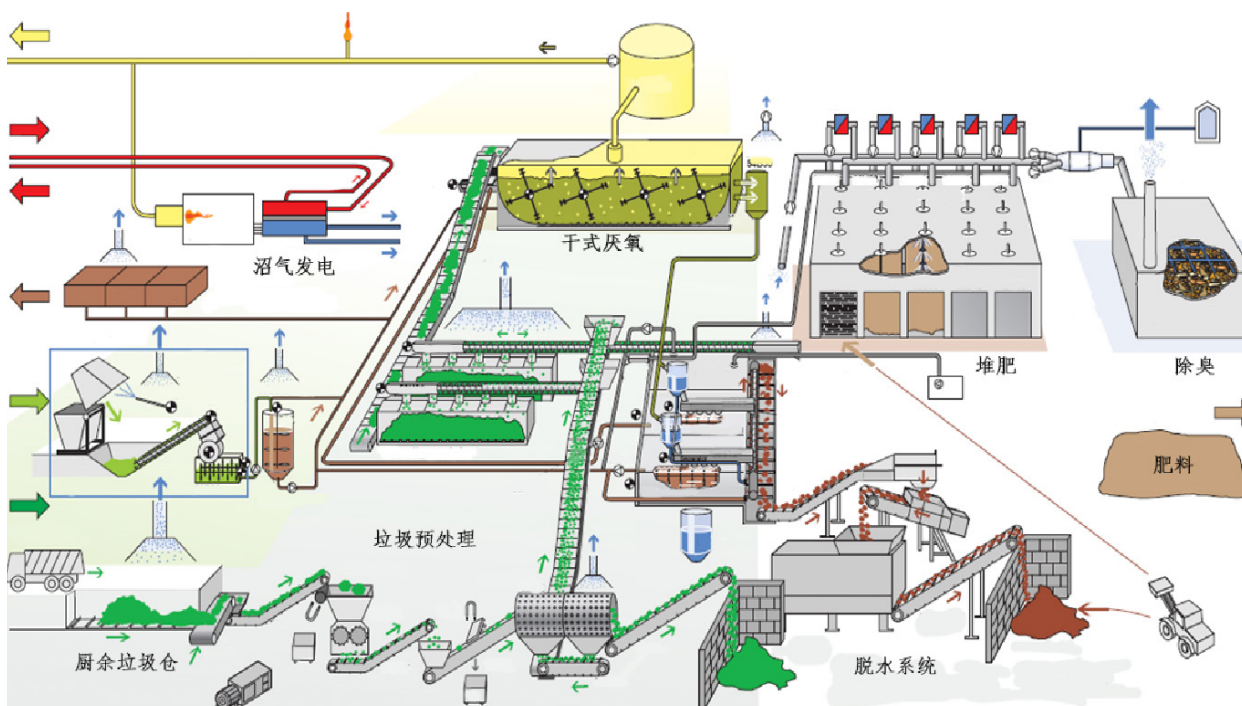 干式厌氧
沼气发电
堆肥
除臭
肥料
垃圾预处理
厨余垃圾仓
脱水系统